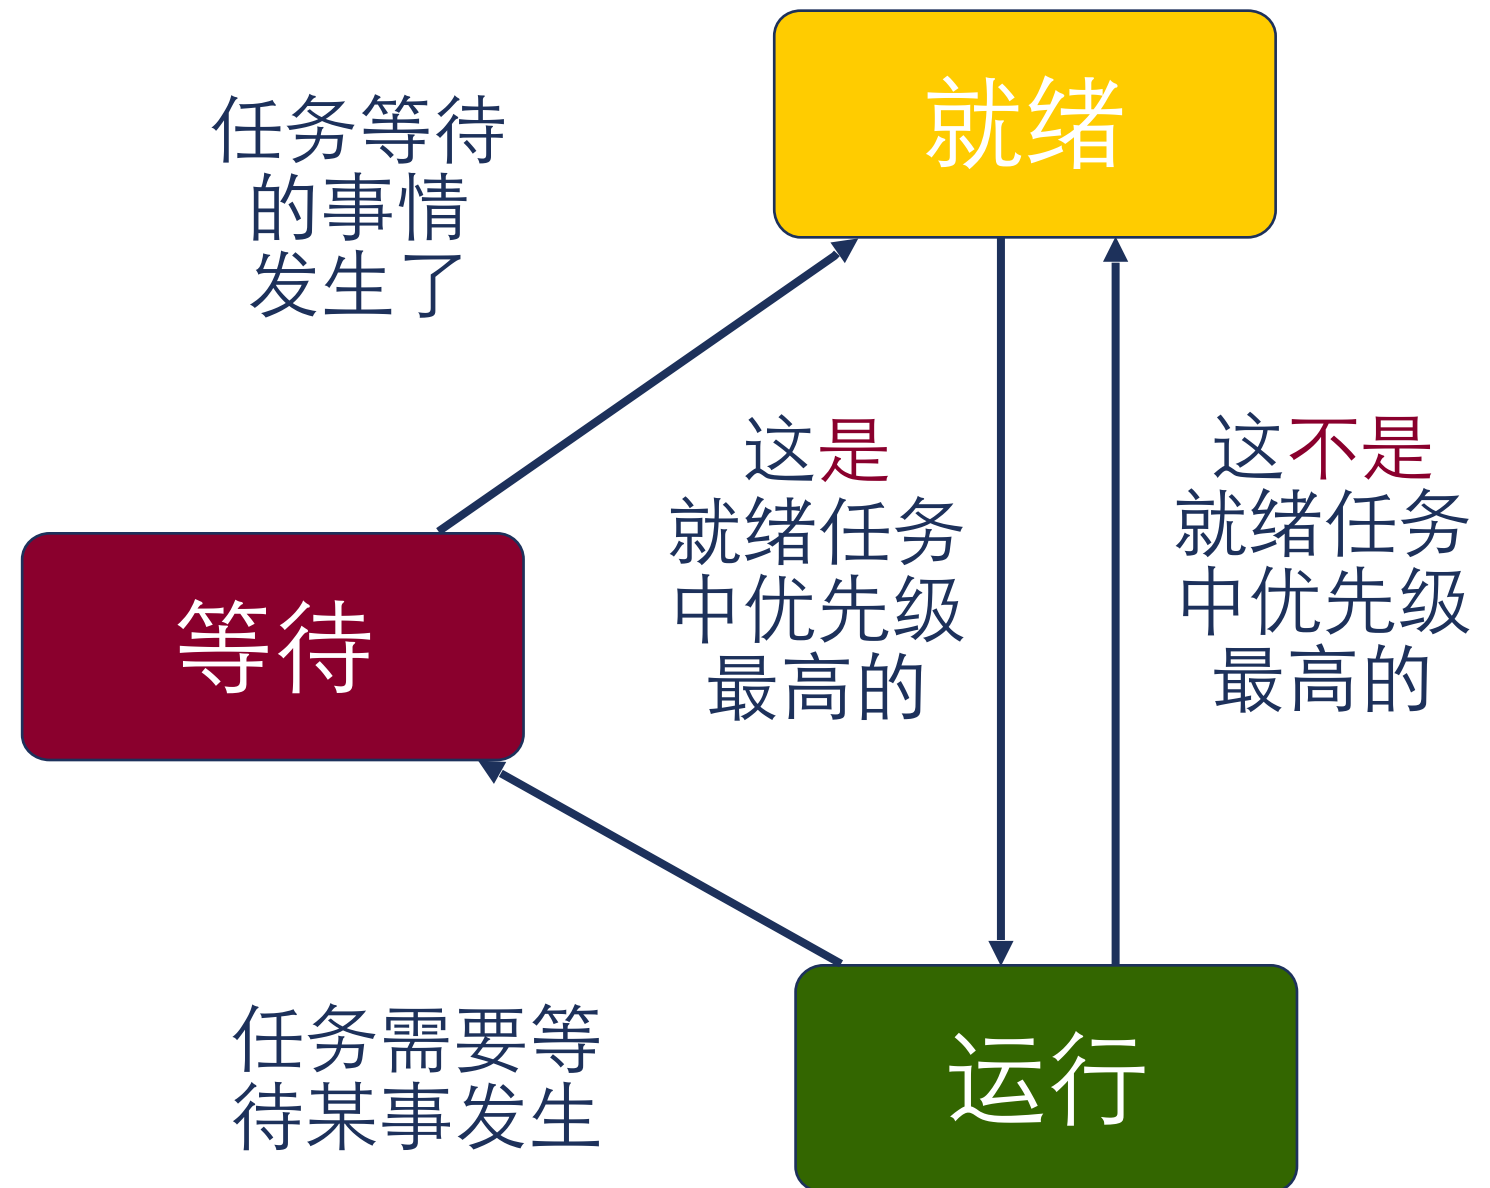 就绪
任务等待
的事情
发生了
这是
就绪任务
中优先级
最高的
这不是
就绪任务
中优先级
最高的
等待
任务需要等
待某事发生
运行